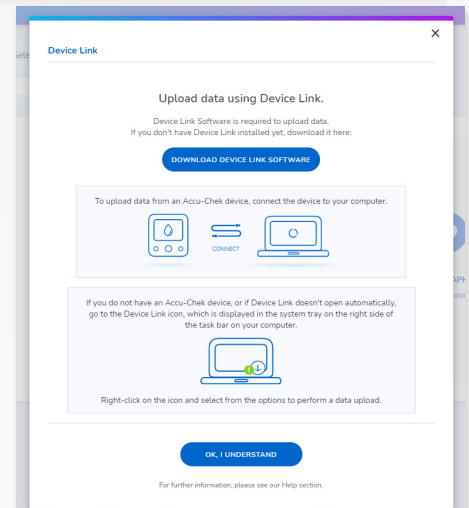 Device Link
Upload data using Device Link.
Device Link Software is required to upload data.
If you don't have Device Link installed yet, download it here:
DOWNLOAD DEVICE LINK SOFTWARE
To upload data from an Accu-Chek device, connect the device to your computer.
CONNECT
If you do not have an Accu-Chek device, or if Device Link doesn't open automatically,
go to the Device Link icon, which is displayed in the system tray on the right side of
the task bar on your computer.
Right-click on the icon and select from the options to perform a data upload.
OK, I UNDERSTAND
For further information, please see our Help section.